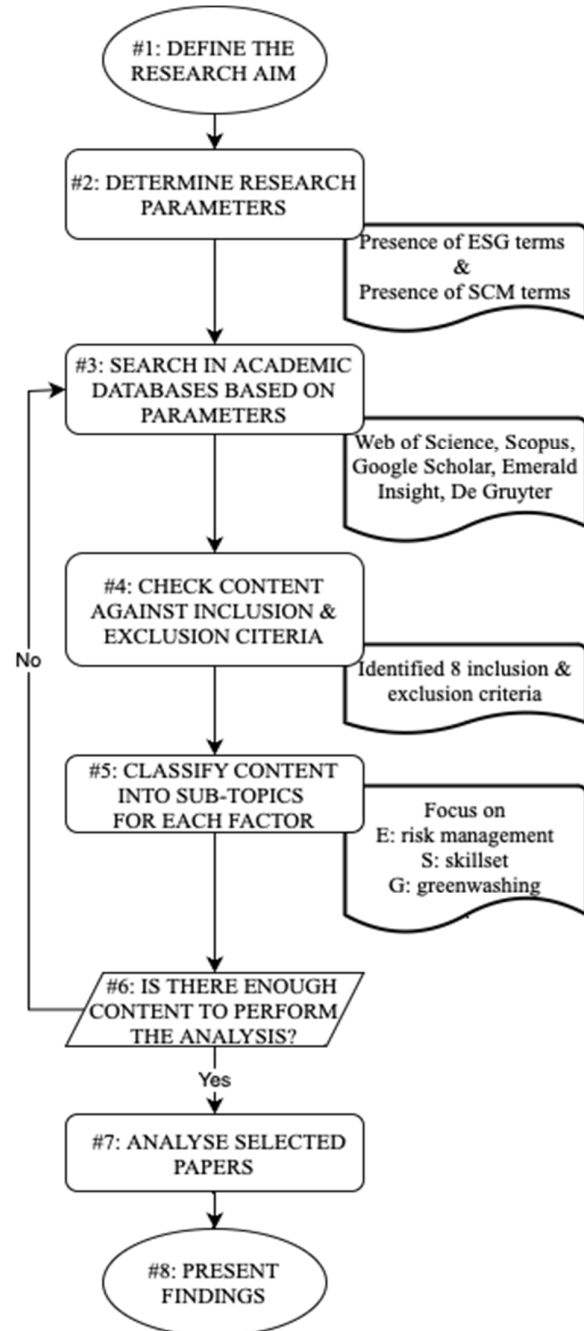 #1: DEFINE THE
RESEARCH AIM
#2: DETERMINE RESEARCH
PARAMETERS
Presence of ESG terms
&
Presence of SCM terms
#3: SEARCH IN ACADEMIC
DATABASES BASED ON
PARAMETERS
Web of Science, Scopus,
Google Scholar, Emerald
Insight, De Gruyter
#4: CHECK CONTENT
AGAINST INCLUSION &
EXCLUSION CITERIA
No
Identified 8 inclusion &
exclusion criteria
#5: CLASSIFY CONTENT
INTO SUB-TOPICS
FOR EACH FACTOR
Focus on
E: risk management
S: skillset
G: greenwashing
#6: IS THERE ENOUGH
CONTENT TO PERFORM
THE ANALYSIS?
Yes
#7: ANALYSE SELECTED
PAPERS
#8: PRESENT
FINDINGS